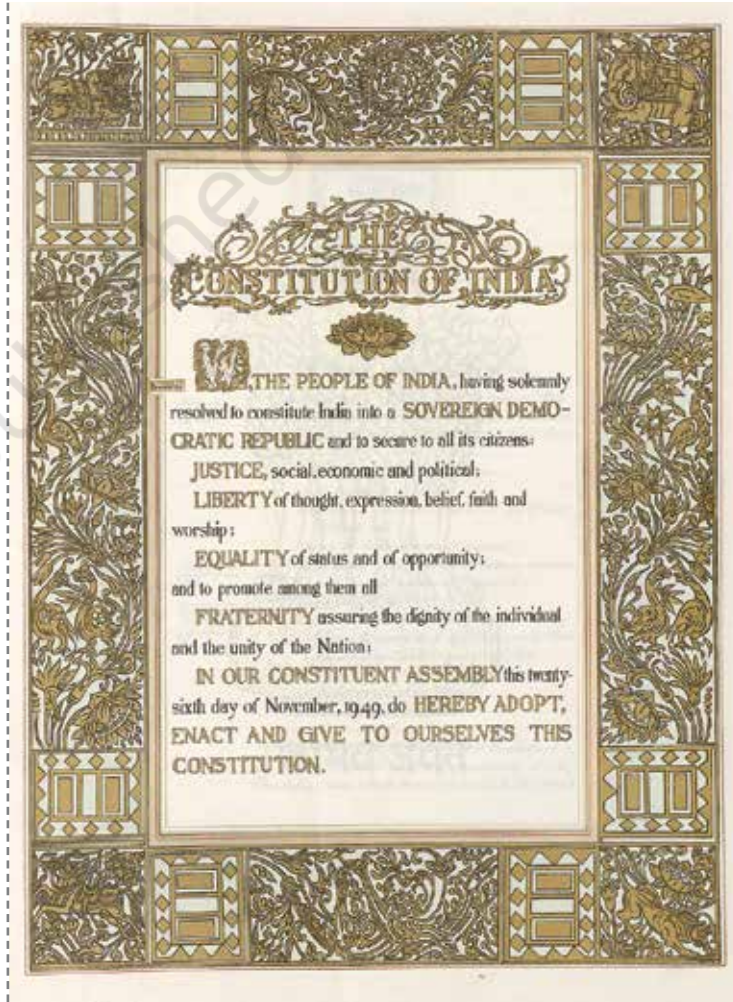 THE
CONSTITUTION OF INDIA
WE, THE PEOPLE OF INDIA, having solemnly
resolved to constitute India into a SOVEREIGN DEMO-
CRATIC REPUBLIC and to secure to all its citizens:
JUSTICE, social, economic and political;
LIBERTY of thought, expression, belief, faith and
worship;
EQUALITY of status and of opportunity;
and to promote among them all
FRATERNITY assuring the dignity of the individual
and the unity of the Nation;
IN OUR CONSTITUENT ASSEMBLY this twenty-
sixth day of November, 1949, do HEREBY ADOPT,
ENACT AND GIVE TO OURSELVES THIS
CONSTITUTION.